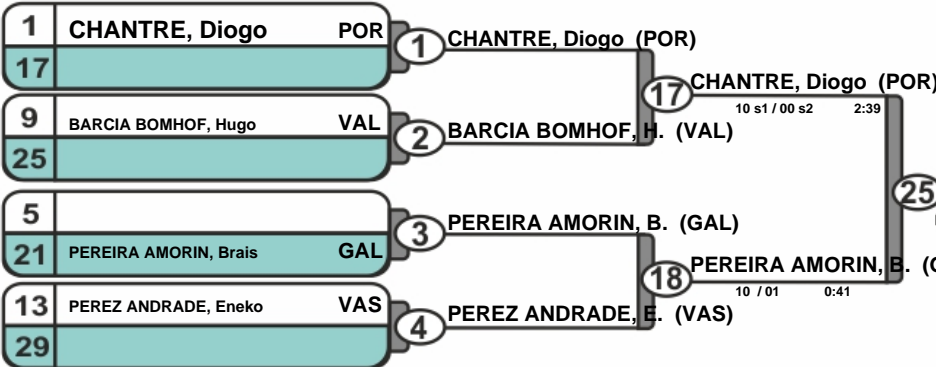 1 CHANTRE, Diogo POR
17
9 BARCIA BOMHOF, Hugo VAL
25
5
21 PEREIRA AMORIN, Brais GAL
13 PEREZ ANDRADE, Eneko VAS
29
1 CHANTRE, Diogo (POR)
2 BARCIA BOMHOF, H. (VAL)
3 PEREIRA AMORIN, B. (GAL)
4 PEREZ ANDRADE, E. (VAS)
17 CHANTRE, Diogo (POR)
10 s1 / 00 s2 2:39
18 PEREIRA AMORIN, B. (G
10 / 01 0:41
25